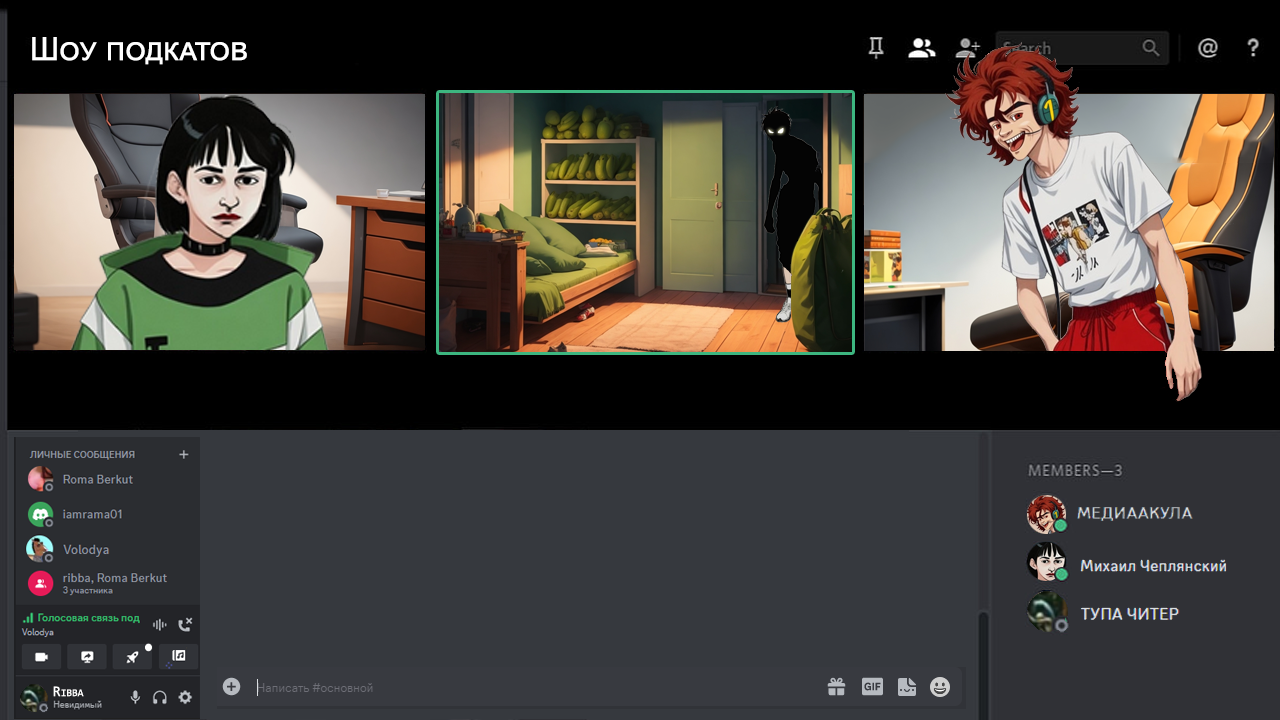 Шоу подкатов
Search
ЛИЧНЫЕ СООБЩЕНИЯ
Roma Berkut
iamrama01
Volodya
ribba, Roma Berkut
3 участника
Голосовая связь под
Volodya
Ribba
Невидимый
Написать #основной
GIF
MEMBERS—3
МЕДИААКУЛА
Михаил Чеплянский
ТУПА ЧИТЕР